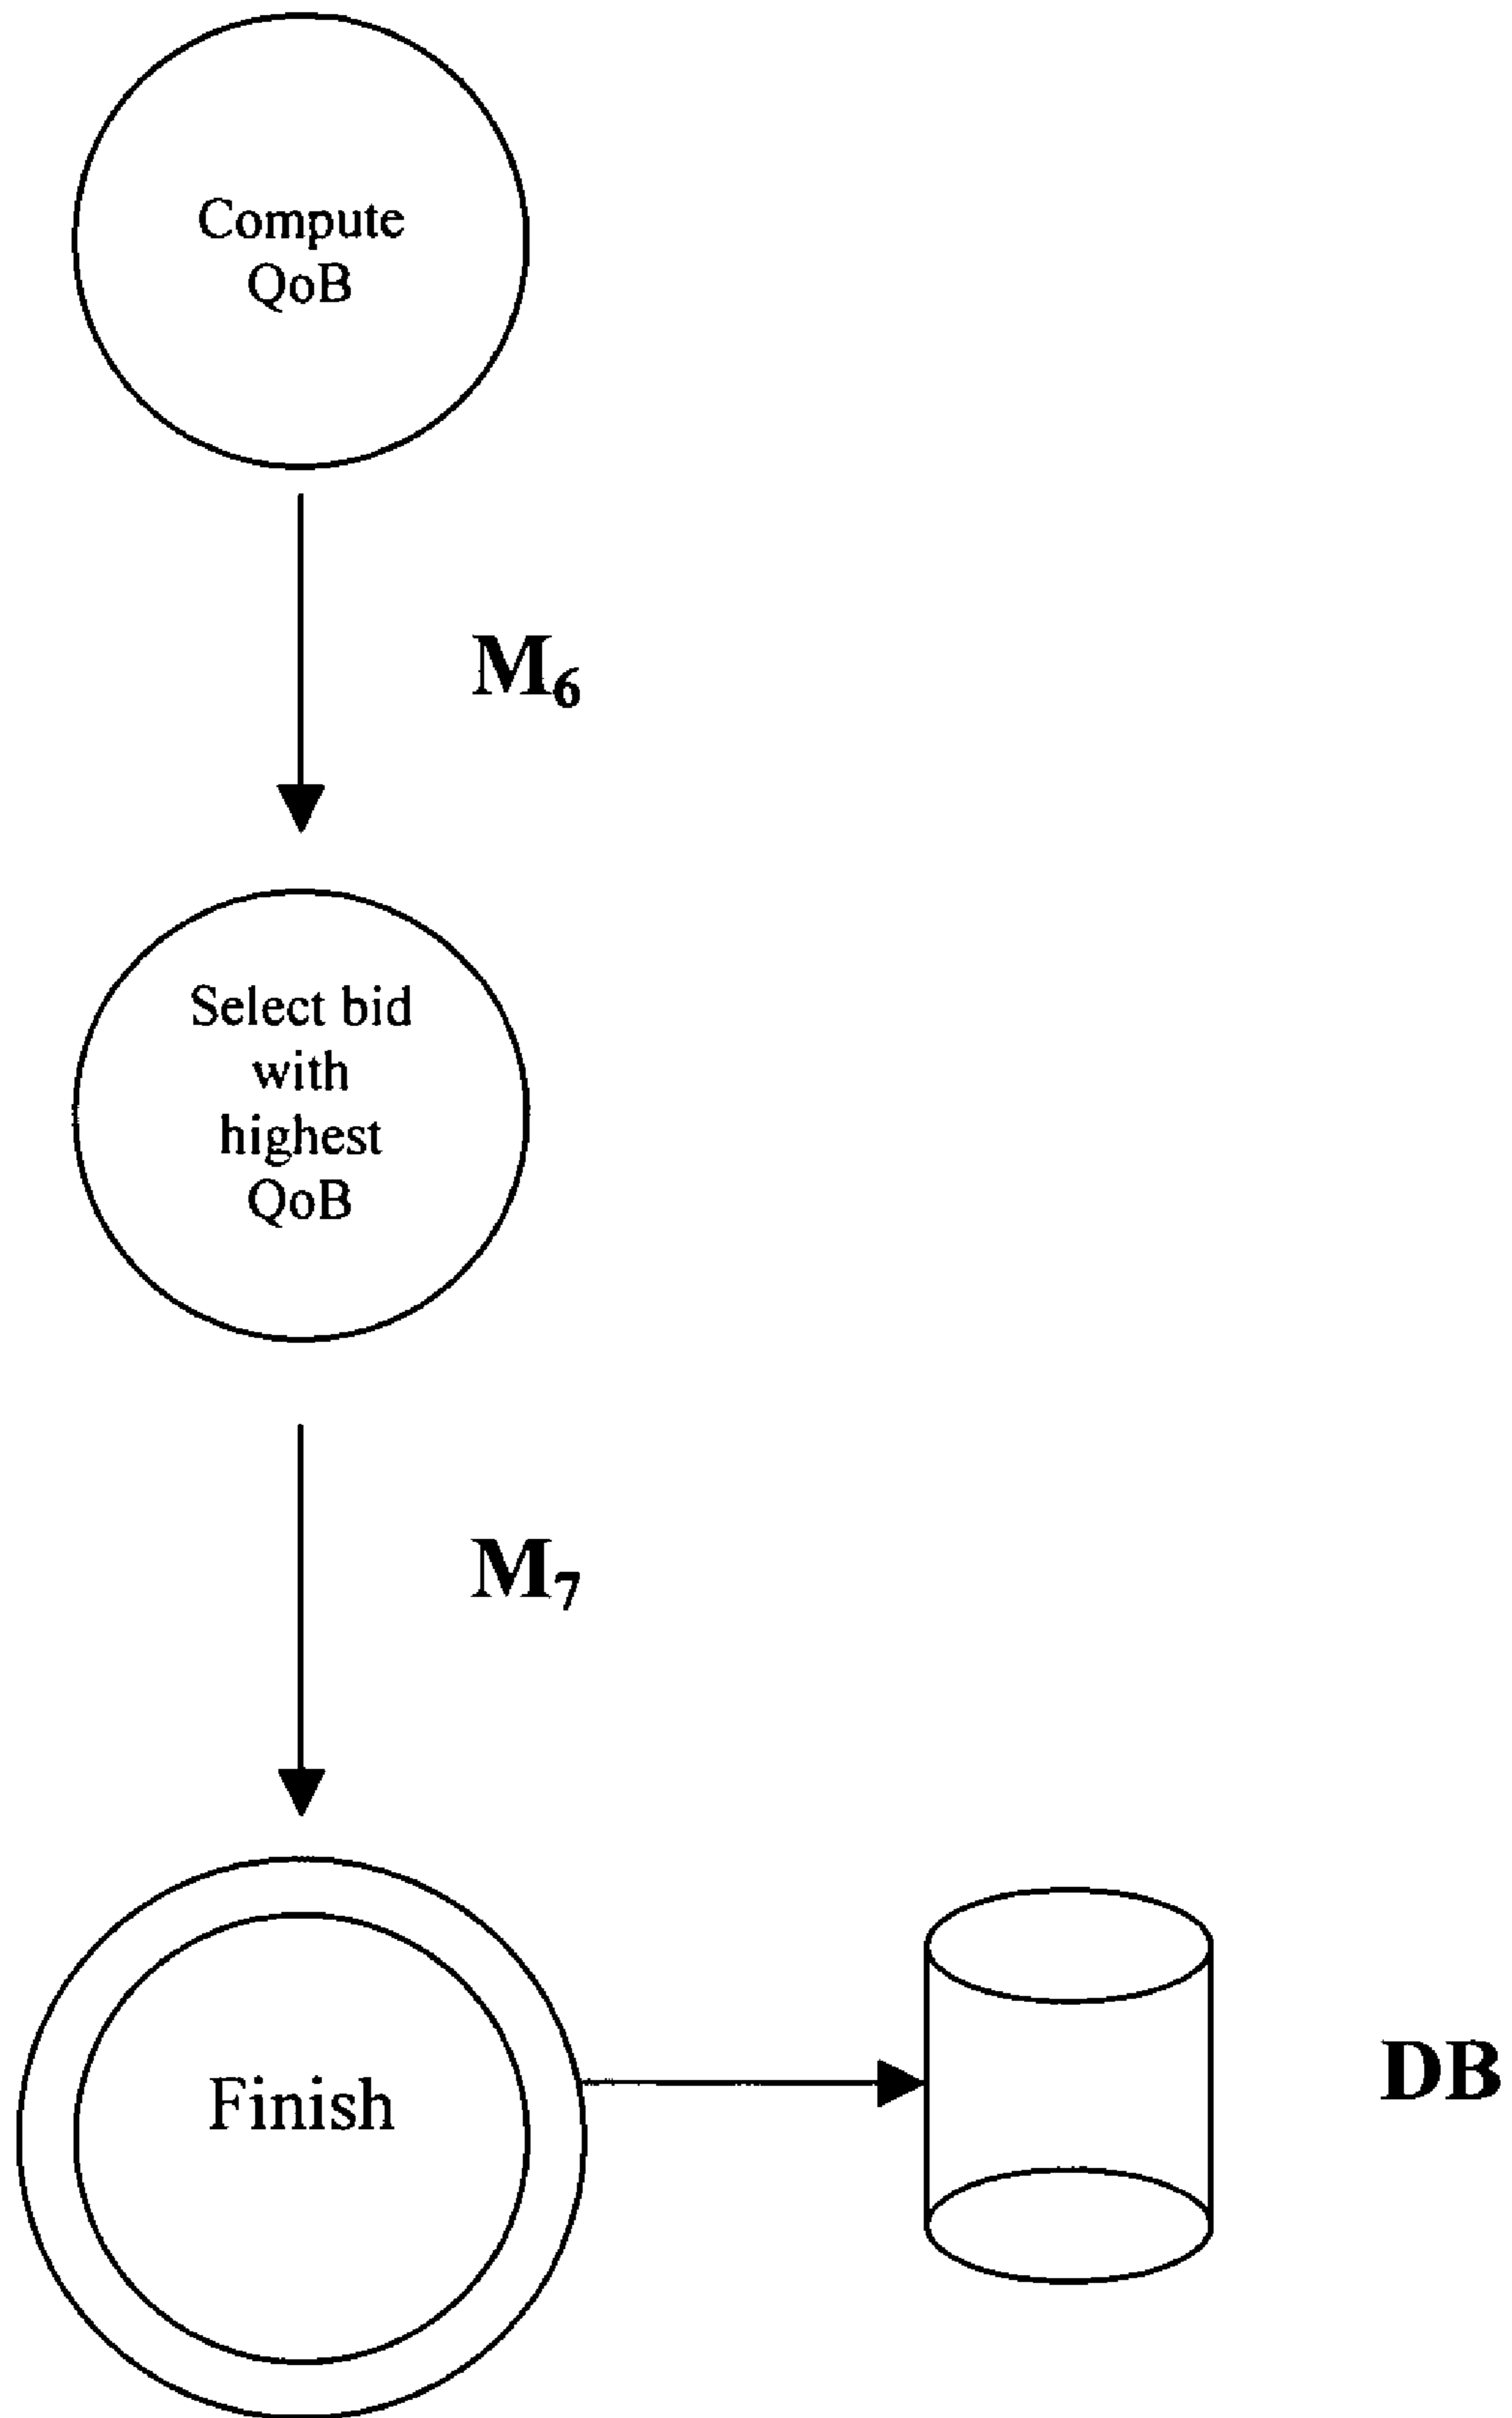 Compute
QoB
M₆
Select bid
with
highest
QoB
M₇
Finish
DB